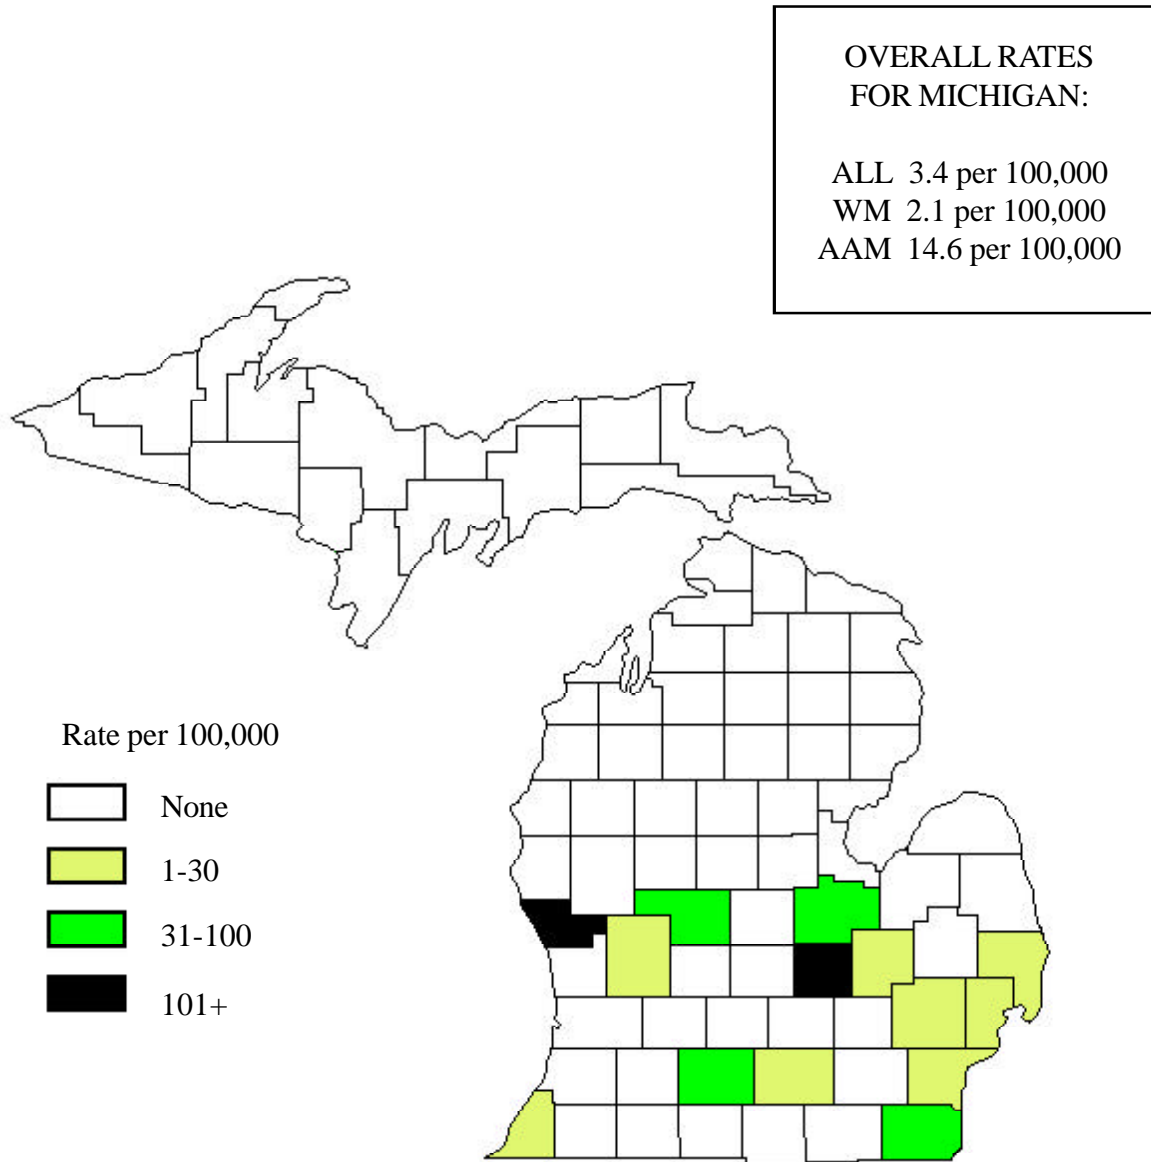 OVERALL RATES
FOR MICHIGAN:
ALL 3.4 per 100,000
WM 2.1 per 100,000
AAM 14.6 per 100,000
Rate per 100,000
None
1-30
31-100
101+